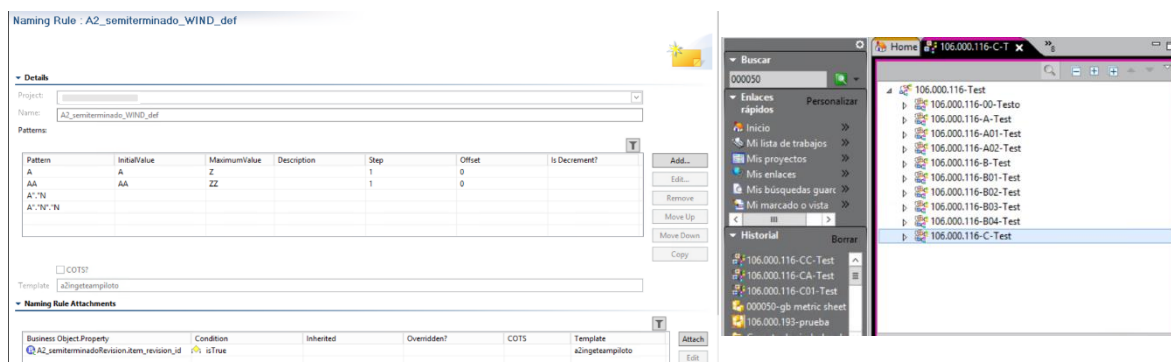 Naming Rule : A2_semiterminado_WIND_def
Details
Project:
Name: A2_semiterminado_WIND_def
Patterns:
Pattern InitialValue MaximumValue Description Step Offset Is Decrement?
A A Z 1 0
AA AA ZZ 1 0
A"."N
A"."N"."N
Add...
Edit...
Remove
Move Up
Move Down
Copy
COTS?
Template a2ingeteampiloto
Naming Rule Attachments
Business Object.Property Condition Inherited Overridden? COTS Template
A2_semiterminadoRevision.item_revision_id isTrue a2ingeteampiloto
Attach
Edit
Buscar
000050
Enlaces rápidos Personalizar
Inicio
Mi lista de trabajos
Mis proyectos
Mis enlaces
Mis búsquedas guarc
Mi marcado o vista
Historial Borrar
106.000.116-CC-Test
106.000.116-CA-Test
106.000.116-C01-Test
000050-gb metric sheet
106.000.193-prueba
Home 106.000.116-C-T
106.000.116-Test
106.000.116-00-Testo
106.000.116-A-Test
106.000.116-A01-Test
106.000.116-A02-Test
106.000.116-B-Test
106.000.116-B01-Test
106.000.116-B02-Test
106.000.116-B03-Test
106.000.116-B04-Test
106.000.116-C-Test